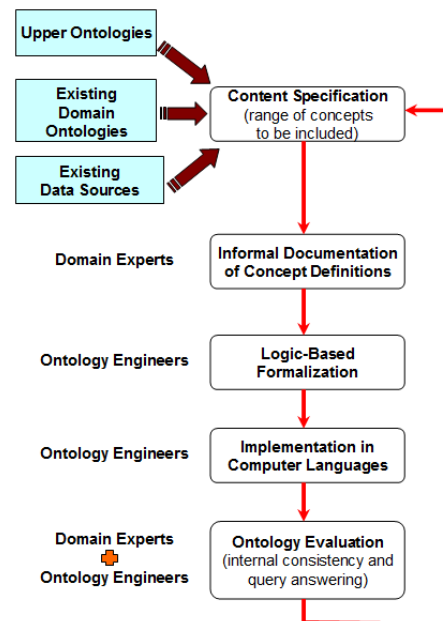 Upper Ontologies
Existing
Domain
Ontologies
Existing
Data Sources
Content Specification
(range of concepts
to be included)
Domain Experts
Informal Documentation
of Concept Definitions
Ontology Engineers
Logic-Based
Formalization
Ontology Engineers
Implementation in
Computer Languages
Domain Experts
Ontology Engineers
Ontology Evaluation
(internal consistency and
query answering)